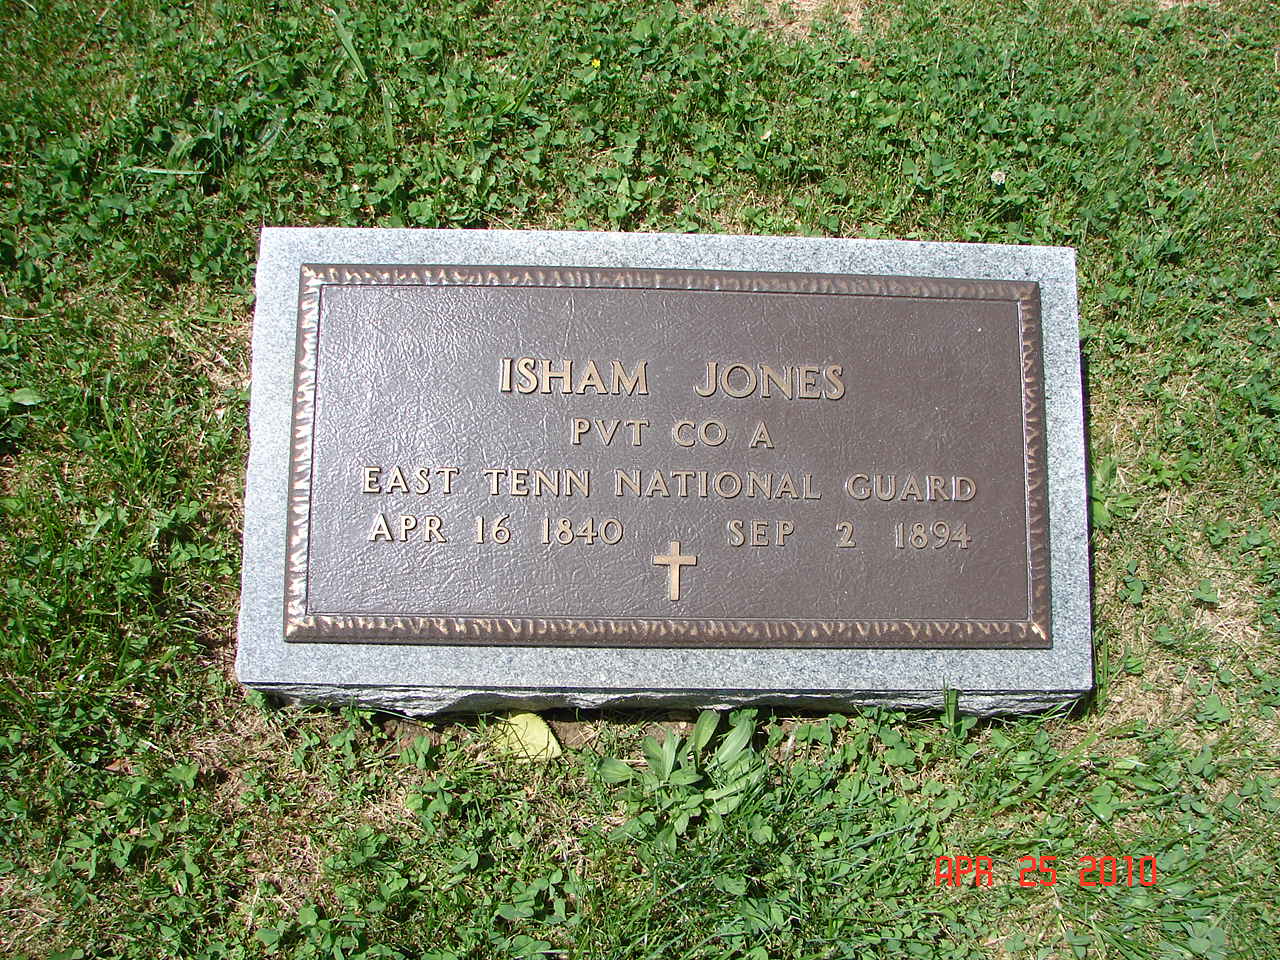 ISHAM JONES
PVT CO A
EAST TENN NATIONAL GUARD
APR 16 1840 SEP 2 1894
APR 25 2010